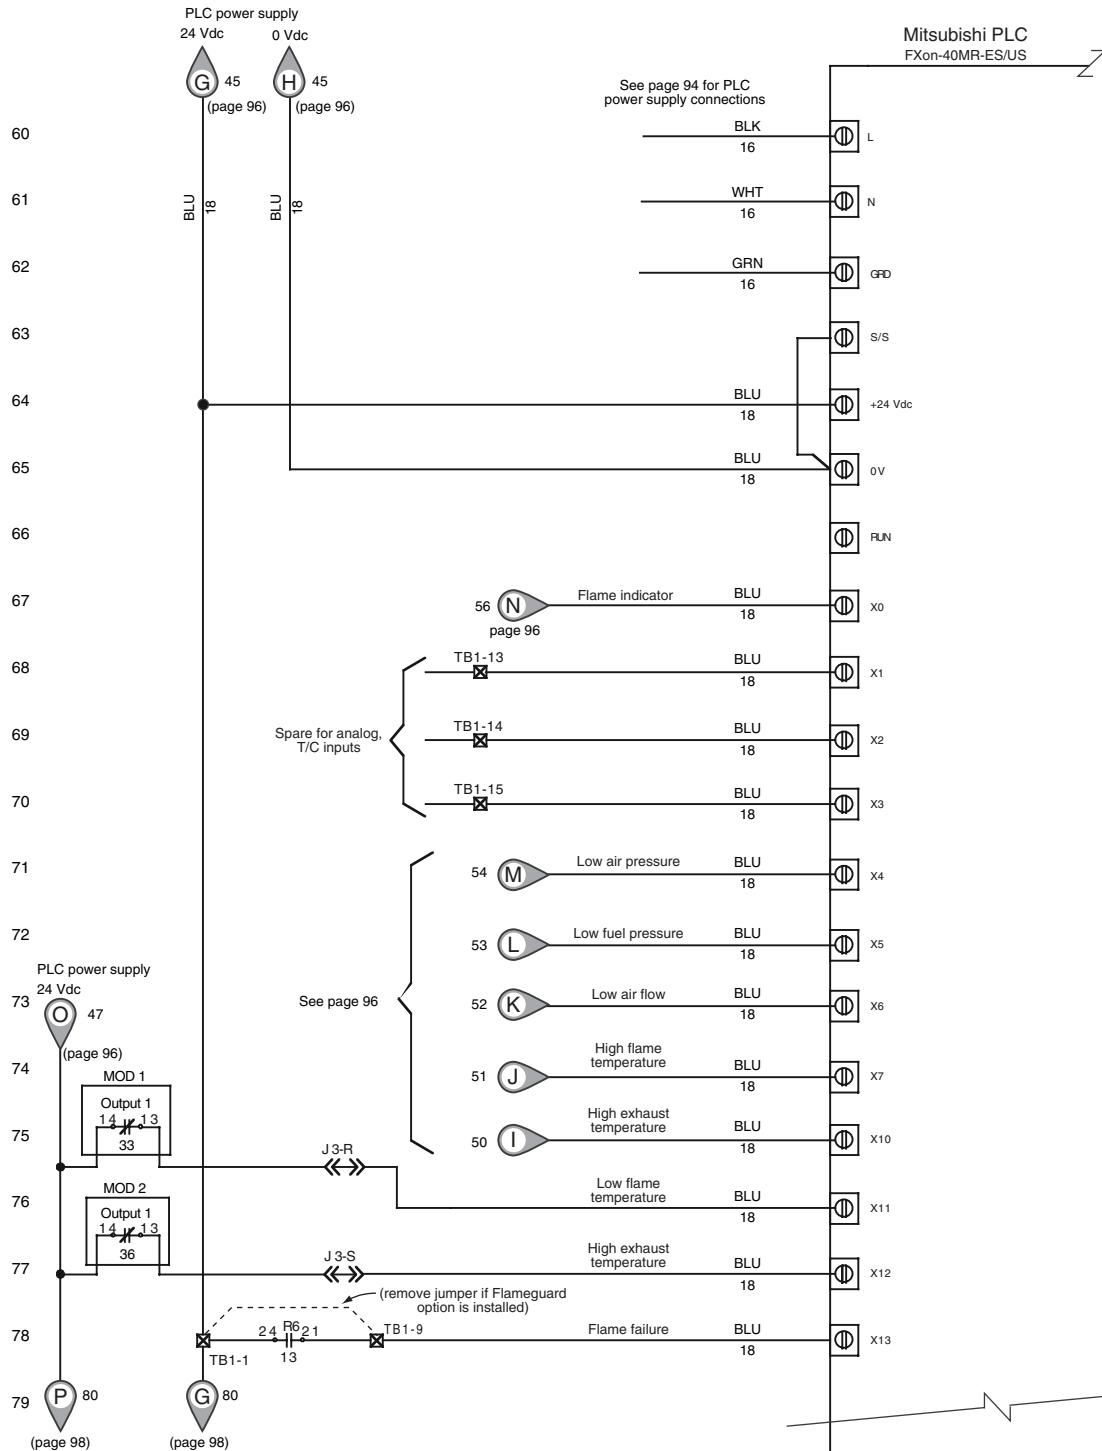 PLC power supply
24 Vdc
0 Vdc
Mitsubishi PLC
FXon-40MR-ES/US
G
45
H
45
(page 96)
(page 96)
See page 94 for PLC
power supply connections
60
BLK
16
L
61
BLU
18
BLU
18
WHT
16
N
62
GRN
16
GRD
63
S/S
64
BLU
18
+24 Vdc
65
BLU
18
0V
66
RUN
67
56
N
page 96
Flame indicator
BLU
18
X0
68
TB1-13
BLU
18
X1
69
Spare for analog,
T/C inputs
TB1-14
BLU
18
X2
70
TB1-15
BLU
18
X3
71
54
M
Low air pressure
BLU
18
X4
72
53
L
Low fuel pressure
BLU
18
X5
PLC power supply
24 Vdc
73
O
47
(page 96)
See page 96
52
K
Low air flow
BLU
18
X6
74
51
J
High flame
temperature
BLU
18
X7
MOD 1
Output 1
14
13
33
75
50
I
High exhaust
temperature
BLU
18
X10
J3-R
76
Low flame
temperature
BLU
18
X11
MOD 2
Output 1
14
13
36
77
J3-S
High exhaust
temperature
BLU
18
X12
(remove jumper if Flameguard
option is installed)
78
TB1-1
24
R6
21
13
TB1-9
Flame failure
BLU
18
X13
79
P
80
G
80
(page 98)
(page 98)